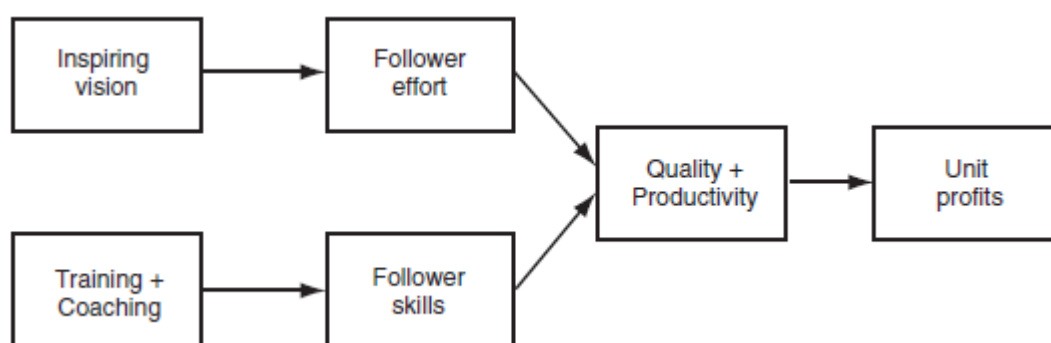 Inspiring
vision
Follower
effort
Quality +
Productivity
Unit
profits
Training +
Coaching
Follower
skills